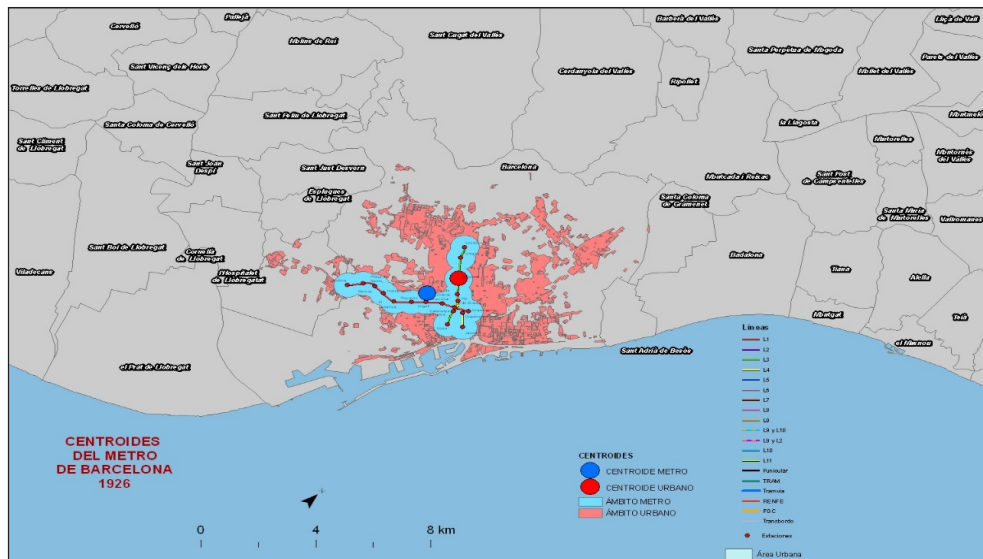 Pallejà
Cervelló
Molins de Rei
Sant Cugat del Vallès
Barberà del Vallès
Santa Perpètua de Mogoda
Lliçà de Vall
Parets del Vallès
Mollet del Vallès
Sant Vicenç dels Horts
Cerdanyola del Vallès
Ripollet
Torrelles de Llobregat
Sant Feliu de Llobregat
la Llagosta
Santa Coloma de Cervelló
Martorelles
Sant Climent
de Llobregat
Montornès
del Vallès
Sant Joan
Despí
Sant Just Desvern
Barcelona
Montcada i Reixac
Sant Fost
de Campsentelles
Esplugues
de Llobregat
Santa Coloma
de Gramenet
Santa Maria
de Martorelles
Vallromanes
Sant Boi de Llobregat
Cornellà
de Llobregat
Badalona
Viladecans
l'Hospitalet
de Llobregat
Tiana
Alella
Montgat
Teià
el Masnou
Sant Adrià de Besòs
el Prat de Llobregat
CENTROIDES
DEL METRO
DE BARCELONA
1926
0 4 8 km
CENTROIDES
CENTROIDE METRO
CENTROIDE URBANO
ÁMBITO METRO
ÁMBITO URBANO
Líneas
L1
L2
L3
L4
L5
L6
L7
L8
L9
L9 y L10
L9 y L2
L10
L11
Funicular
TRAM
Tramvia
RENFE
FGC
Transbordo
Estaciones
Área Urbana